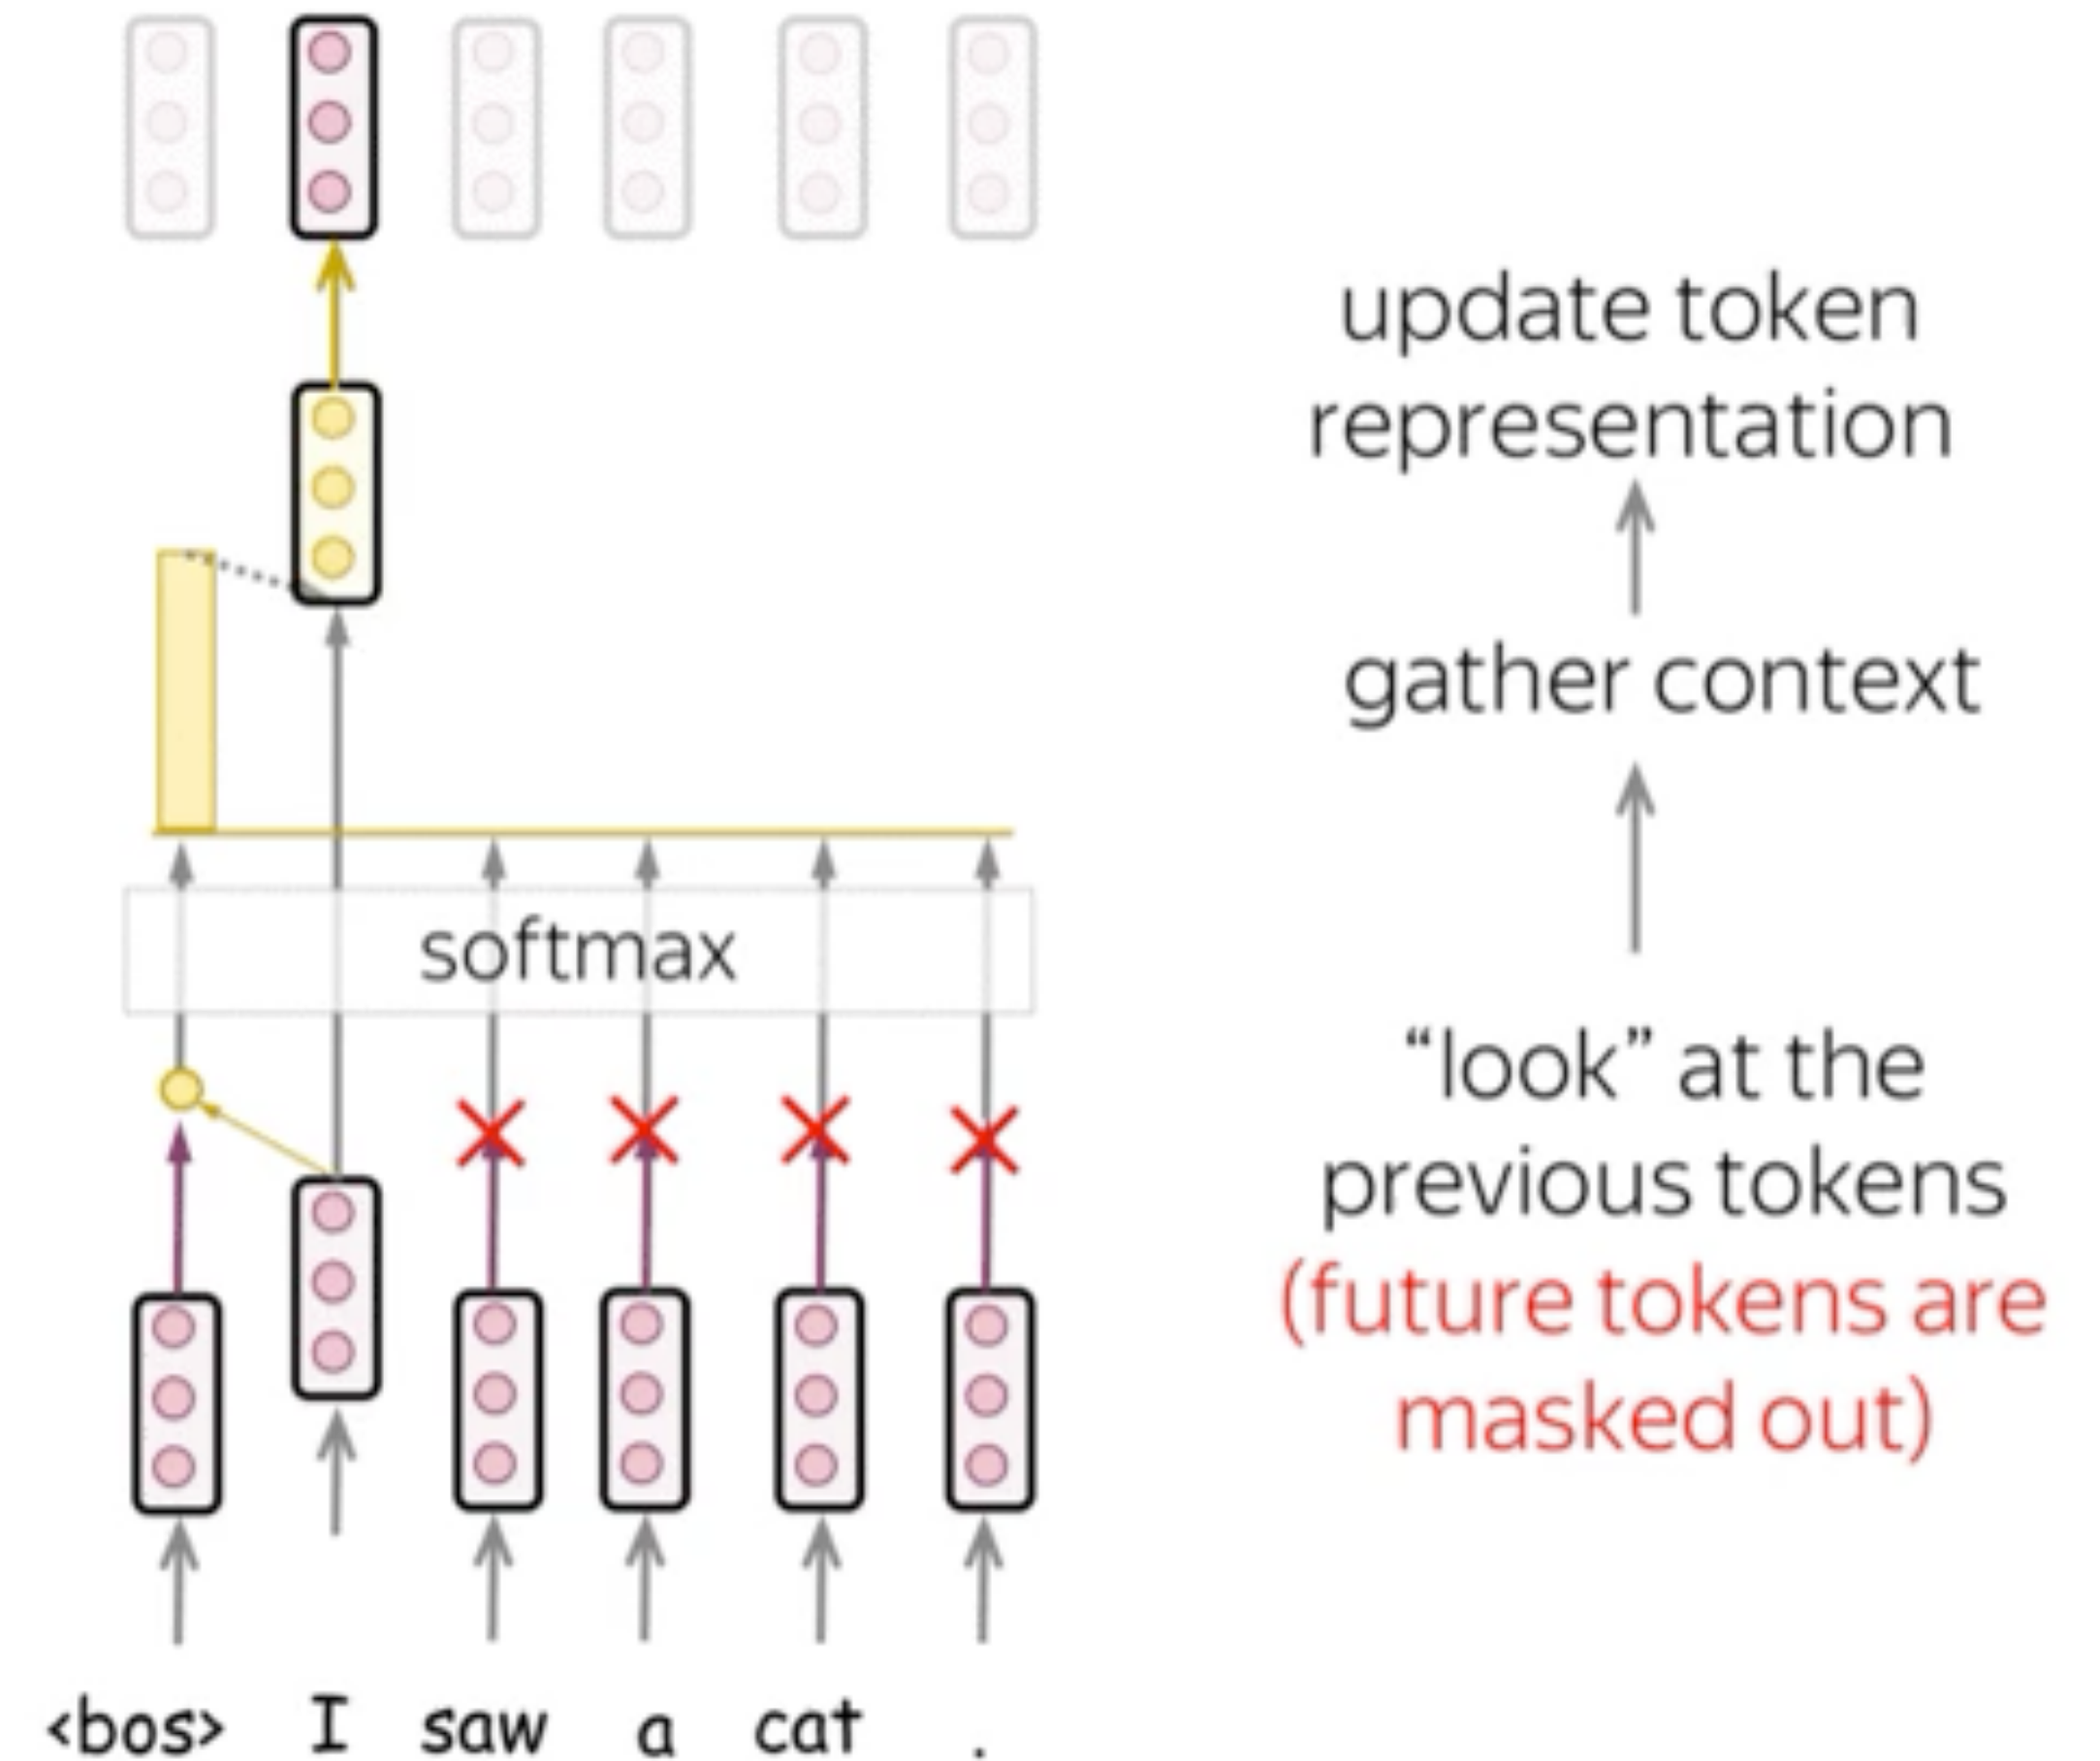 update token
representation
gather context
softmax
“look” at the
previous tokens
(future tokens are
masked out)
<bos> I saw a cat .